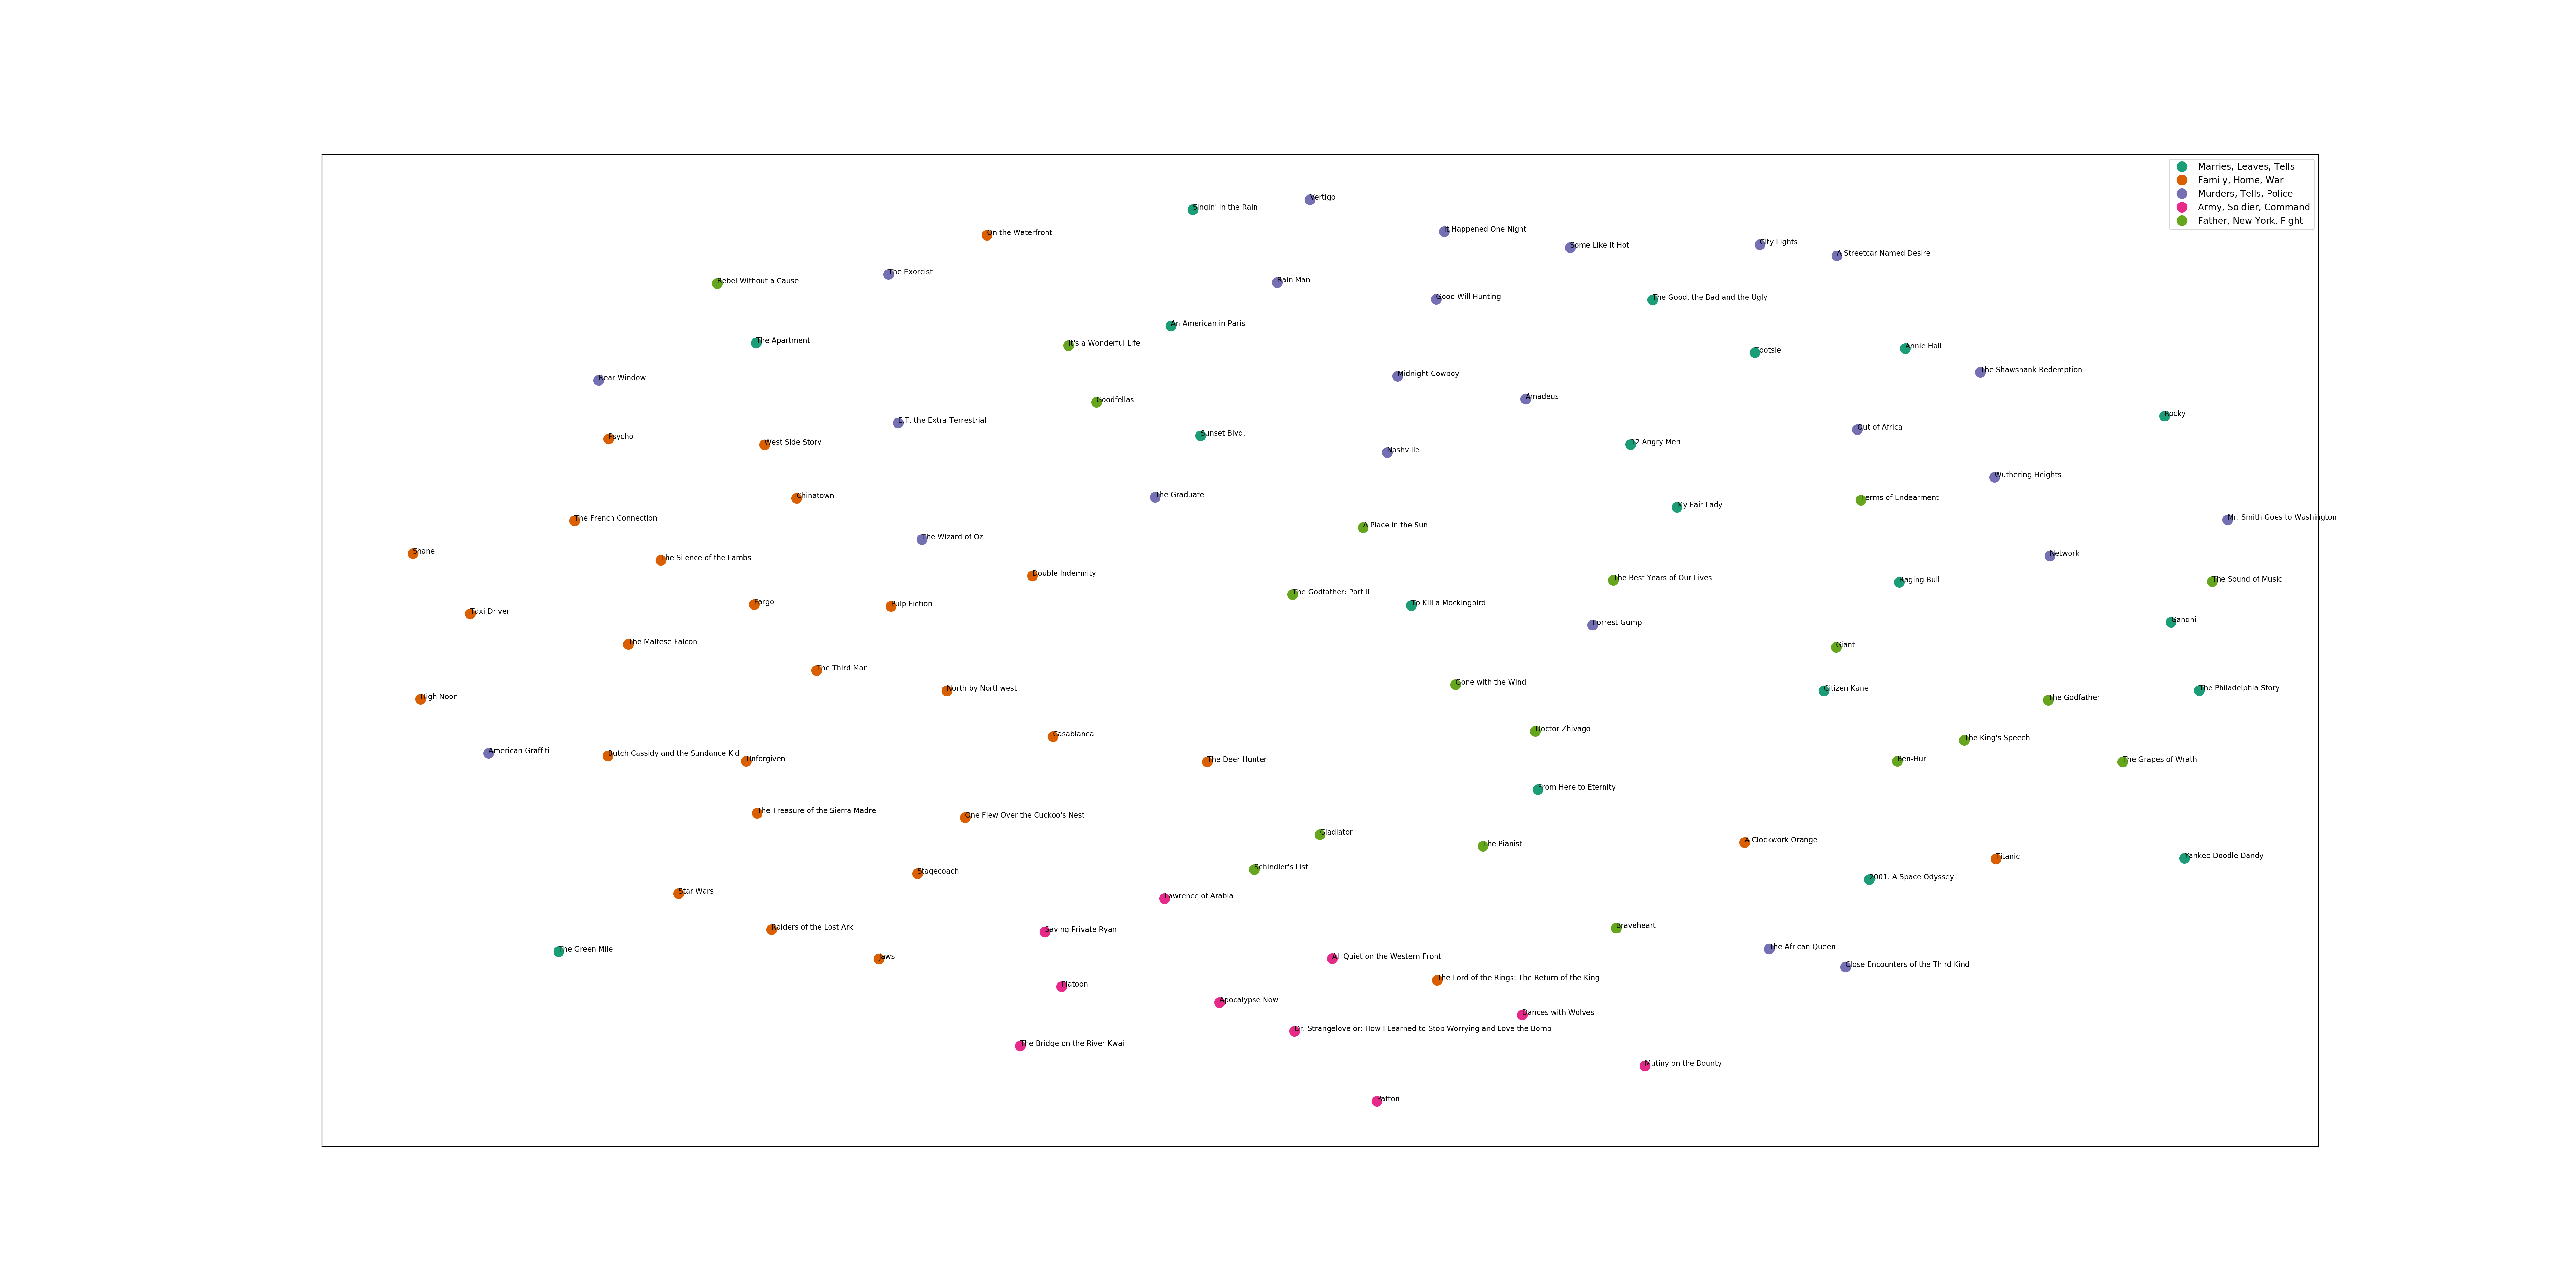 Marries, Leaves, Tells
Family, Home, War
Murders, Tells, Police
Army, Soldier, Command
Father, New York, Fight
Vertigo
Singin' in the Rain
It Happened One Night
On the Waterfront
City Lights
Some Like It Hot
A Streetcar Named Desire
The Exorcist
Rain Man
Rebel Without a Cause
Good Will Hunting
The Good, the Bad and the Ugly
An American in Paris
The Apartment
It's a Wonderful Life
Annie Hall
Tootsie
The Shawshank Redemption
Midnight Cowboy
Rear Window
Amadeus
Goodfellas
Rocky
E.T. the Extra-Terrestrial
Out of Africa
Sunset Blvd.
Psycho
West Side Story
12 Angry Men
Nashville
Wuthering Heights
The Graduate
Chinatown
Terms of Endearment
My Fair Lady
Mr. Smith Goes to Washington
The French Connection
A Place in the Sun
The Wizard of Oz
Shane
Network
The Silence of the Lambs
Double Indemnity
The Best Years of Our Lives
The Sound of Music
Raging Bull
The Godfather: Part II
Fargo
Pulp Fiction
To Kill a Mockingbird
Taxi Driver
Gandhi
Forrest Gump
The Maltese Falcon
Giant
The Third Man
Gone with the Wind
North by Northwest
Citizen Kane
The Philadelphia Story
High Noon
The Godfather
Doctor Zhivago
Casablanca
The King's Speech
American Graffiti
Butch Cassidy and the Sundance Kid
Unforgiven
The Deer Hunter
Ben-Hur
The Grapes of Wrath
From Here to Eternity
The Treasure of the Sierra Madre
One Flew Over the Cuckoo's Nest
Gladiator
A Clockwork Orange
The Pianist
Titanic
Yankee Doodle Dandy
Schindler's List
Stagecoach
2001: A Space Odyssey
Star Wars
Lawrence of Arabia
Braveheart
Raiders of the Lost Ark
Saving Private Ryan
The African Queen
The Green Mile
Jaws
All Quiet on the Western Front
Close Encounters of the Third Kind
The Lord of the Rings: The Return of the King
Platoon
Apocalypse Now
Dances with Wolves
Dr. Strangelove or: How I Learned to Stop Worrying and Love the Bomb
The Bridge on the River Kwai
Mutiny on the Bounty
Patton